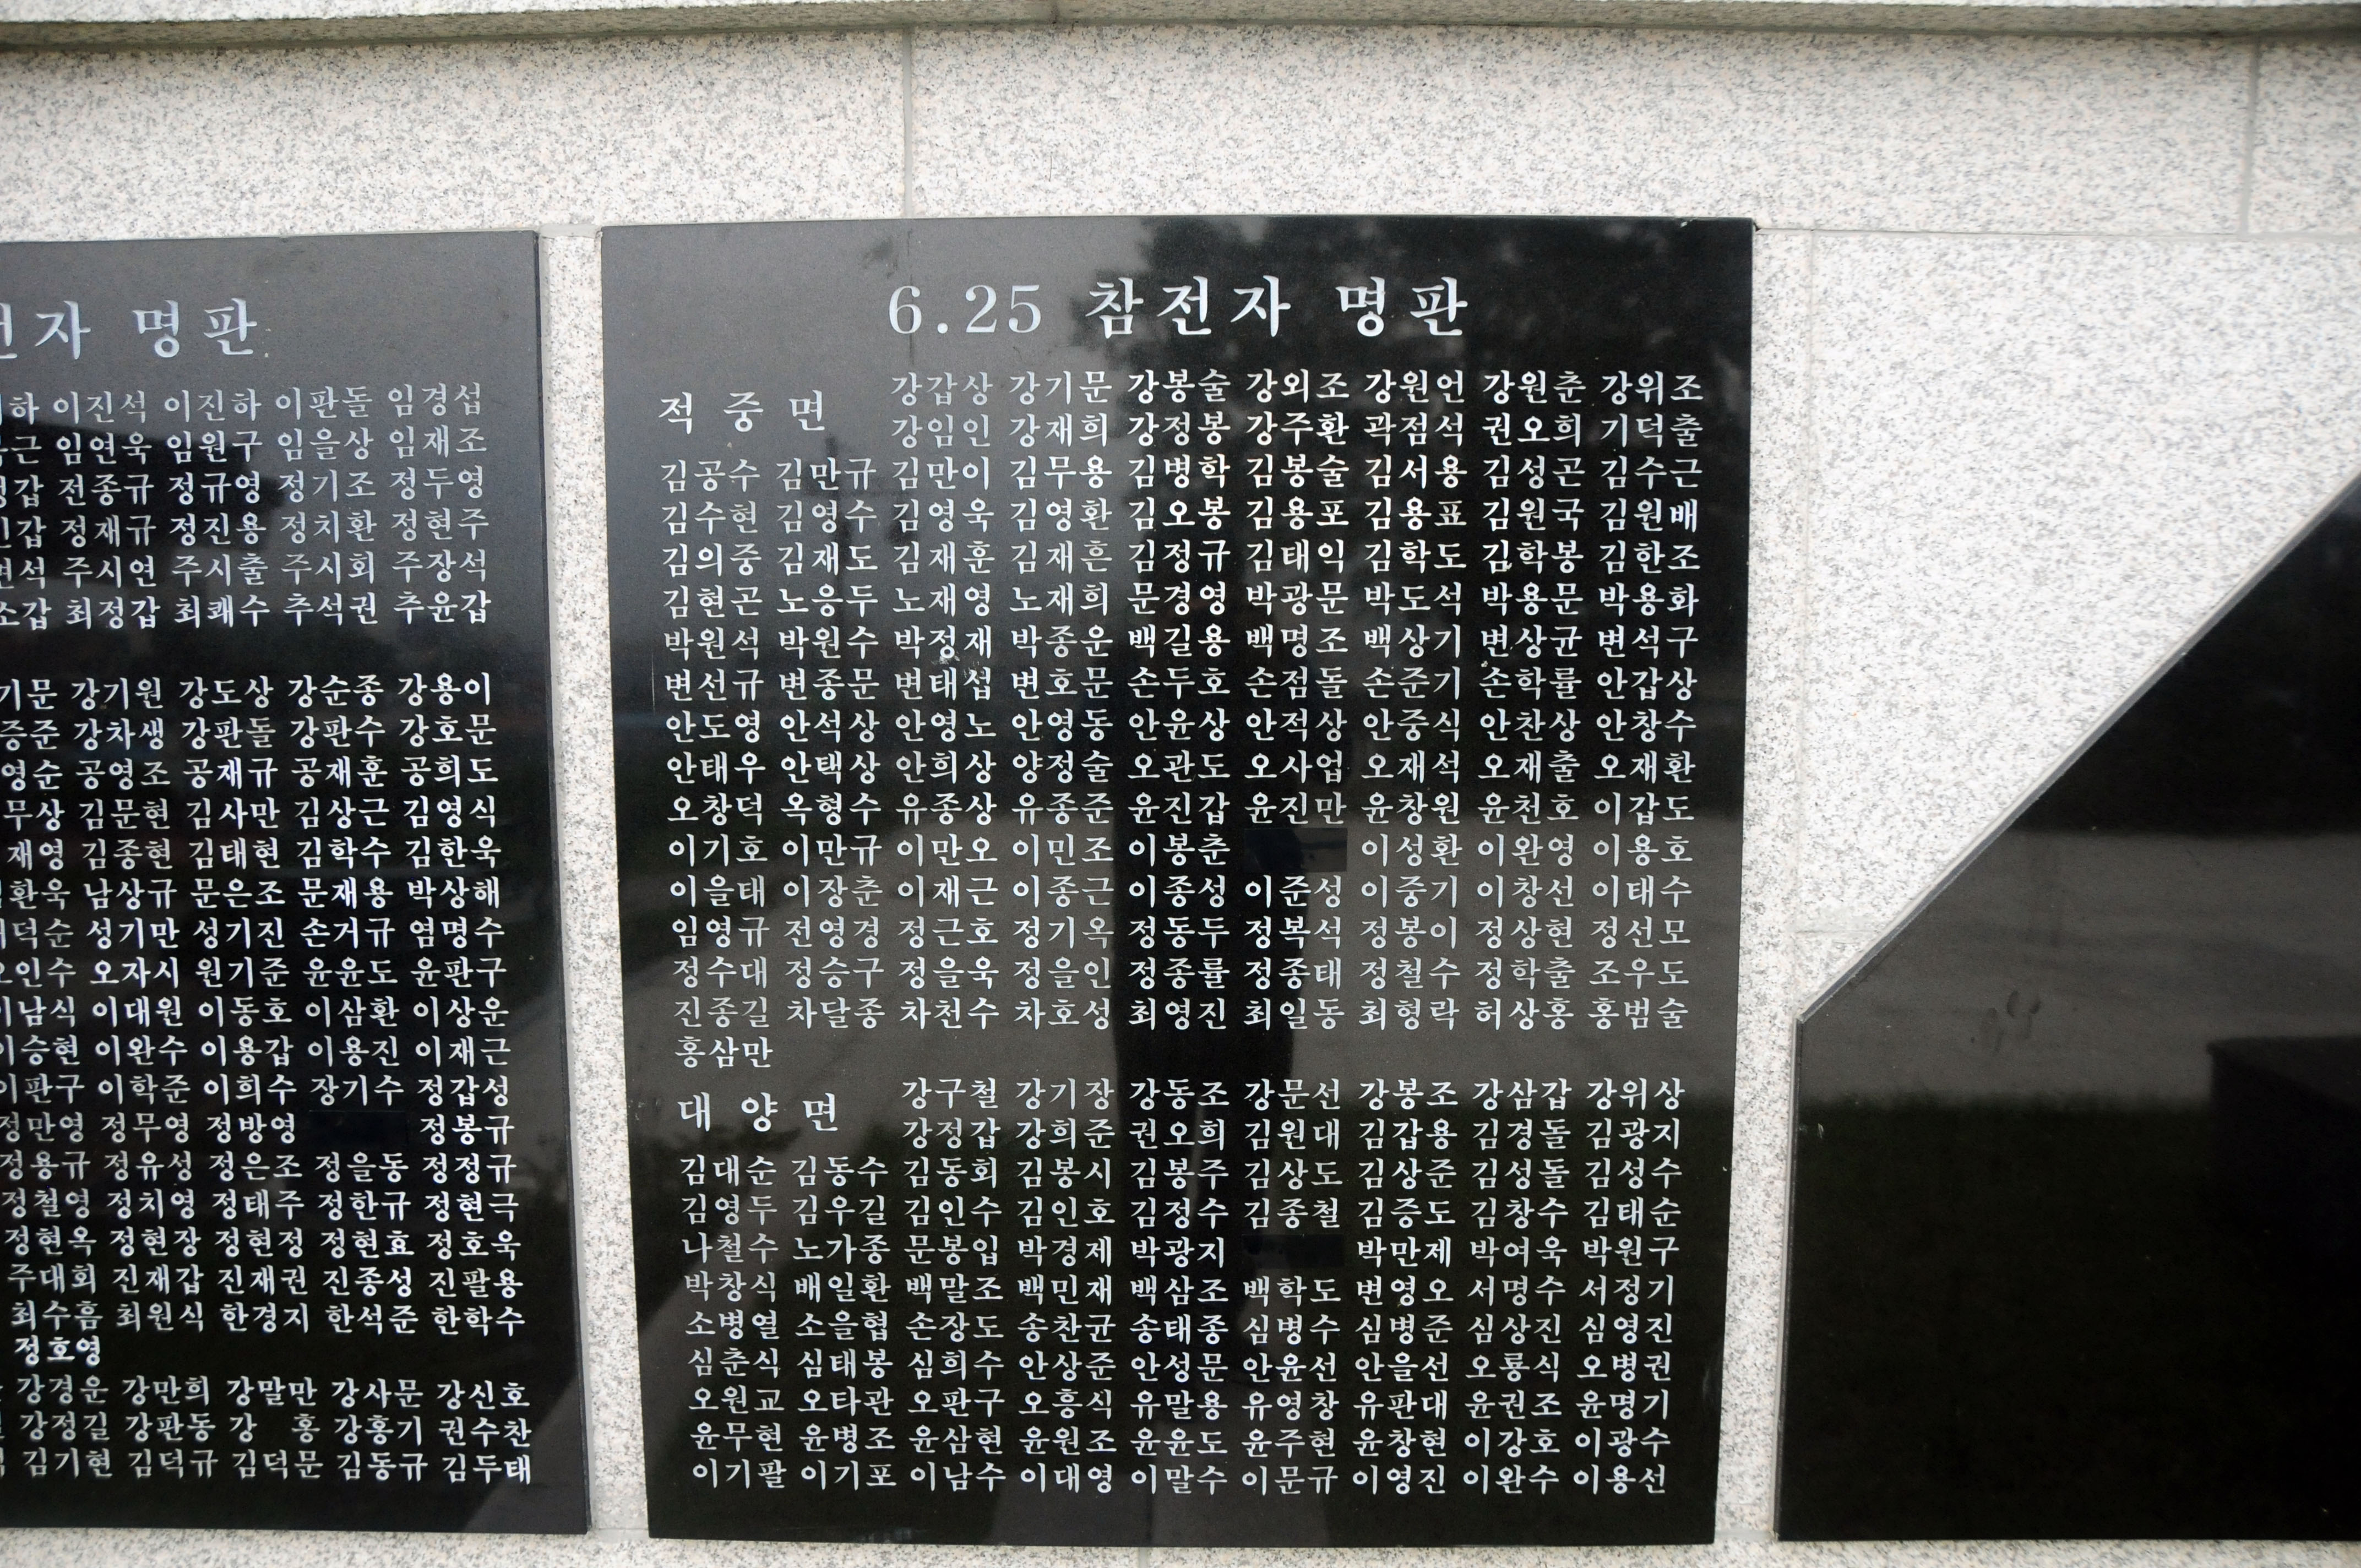 전자 명판
하 이진석 이진하 이판돌 임경섭
근 임연욱 임원구 임을상 임재조
갑 전종규 정규영 정기조 정두영
갑 정재규 정진용 정치환 정현주
석 주시연 주시출 주시회 주장석
갑 최정갑 최쾌수 추석권 추윤갑
기문 강기원 강도상 강순종 강용이
증준 강차생 강판돌 강판수 강호문
영순 공영조 공재규 공재훈 공희도
무상 김문현 김사만 김상근 김영식
재영 김종현 김태현 김학수 김한욱
환욱 남상규 문은조 문재용 박상해
덕순 성기만 성기진 손거규 염명수
오인수 오자시 원기준 윤윤도 윤판구
이남식 이대원 이동호 이삼환 이상운
이승현 이완수 이용갑 이용진 이재근
이판구 이학준 이희수 장기수 정갑성
정만영 정무영 정방영 정봉규
정용규 정유성 정은조 정을동 정정규
정철영 정치영 정태주 정한규 정현극
정현옥 정현장 정현정 정현효 정호욱
주대회 진재갑 진재권 진종성 진팔용
최수흠 최원식 한경지 한석준 한학수
정호영
강경운 강만희 강말만 강사문 강신호
강정길 강판동 강 홍 강홍기 권수찬
김기현 김덕규 김덕문 김동규 김두태
6.25 참전자 명판
적중면
강갑상 강기문 강봉술 강외조 강원언 강원춘 강위조
강임인 강재희 강정봉 강주환 곽점석 권오희 기덕출
김공수 김만규 김만이 김무용 김병학 김봉술 김서용 김성곤 김수근
김수현 김영수 김영욱 김영환 김오봉 김용포 김용표 김원국 김원배
김의중 김재도 김재훈 김재흔 김정규 김태익 김학도 김학봉 김한조
김현곤 노응두 노재영 노재희 문경영 박광문 박도석 박용문 박용화
박원석 박원수 박정재 박종운 백길용 백명조 백상기 변상균 변석구
변선규 변종문 변태섭 변호문 손두호 손점돌 손준기 손학률 안갑상
안도영 안석상 안영노 안영동 안윤상 안적상 안중식 안찬상 안창수
안태우 안택상 안희상 양정술 오관도 오사업 오재석 오재출 오재환
오창덕 옥형수 유종상 유종준 윤진갑 윤진만 윤창원 윤천호 이갑도
이기호 이만규 이만오 이민조 이봉춘 이성환 이완영 이용호
이을태 이장춘 이재근 이종근 이종성 이준성 이중기 이창선 이태수
임영규 전영경 정근호 정기옥 정동두 정복석 정봉이 정상현 정선모
정수대 정승구 정을욱 정을인 정종률 정종태 정철수 정학출 조우도
진종길 차달종 차천수 차호성 최영진 최일동 최형락 허상홍 홍범술
홍삼만
대양면
강구철 강기장 강동조 강문선 강봉조 강삼갑 강위상
강정갑 강희준 권오희 김원대 김갑용 김경돌 김광지
김대순 김동수 김동회 김봉시 김봉주 김상도 김상준 김성돌 김성수
김영두 김우길 김인수 김인호 김정수 김종철 김증도 김창수 김태순
나철수 노가종 문봉입 박경제 박광지 박만제 박여욱 박원구
박창식 배일환 백말조 백민재 백삼조 백학도 변영오 서명수 서정기
소병열 소을협 손장도 송찬균 송태종 심병수 심병준 심상진 심영진
심춘식 심태봉 심희수 안상준 안성문 안윤선 안을선 오룡식 오병권
오원교 오타관 오판구 오흥식 유말용 유영창 유판대 윤권조 윤명기
윤무현 윤병조 윤삼현 윤원조 윤윤도 윤주현 윤창현 이강호 이광수
이기팔 이기포 이남수 이대영 이말수 이문규 이영진 이완수 이용선